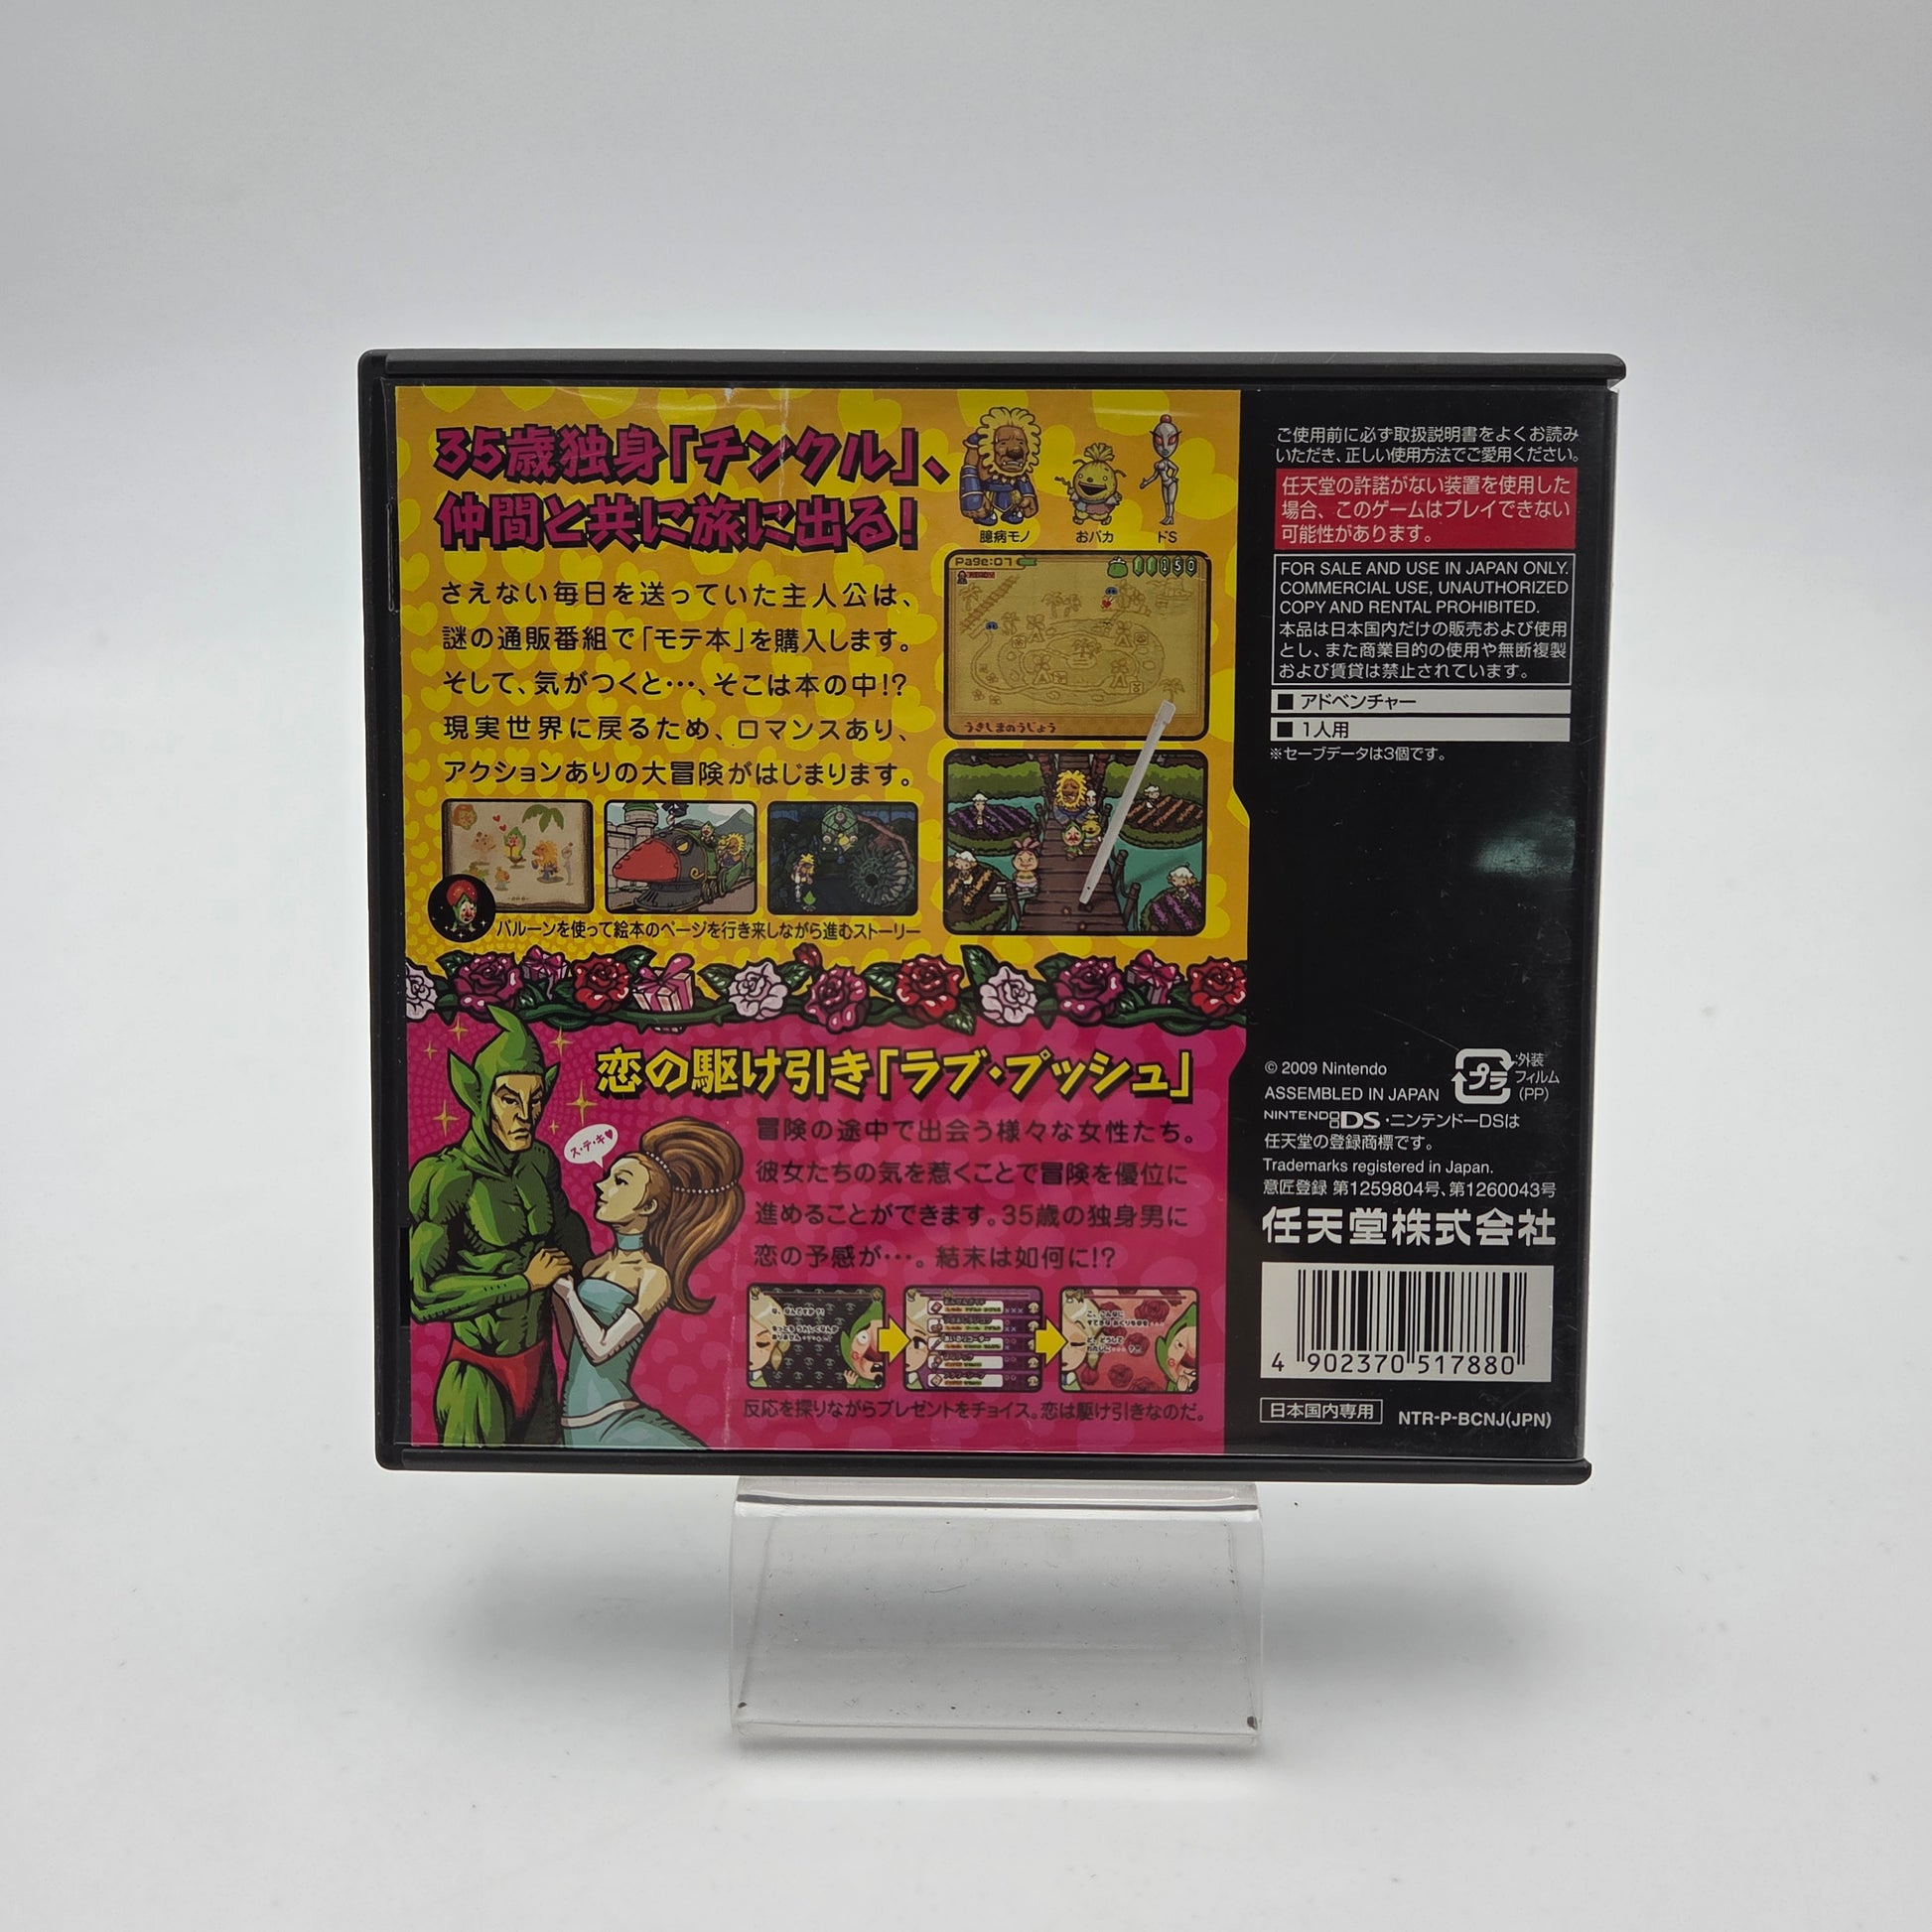 35歳独身「チンクル」、
仲間と共に旅に出る!
臆病モノ
おバカ
ドS
さえない毎日を送っていた主人公は、
謎の通販番組で「モテ本」を購入します。
そして、気がつくと…、そこは本の中!?
現実世界に戻るため、ロマンスあり、
アクションありの大冒険がはじまります。
Page:07
READY
11250
うきしまのうじょう
バルーンを使って絵本のページを行き来しながら進むストーリー
恋の駆け引き「ラブ・プッシュ」
ス・テ・キ♥
冒険の途中で出会う様々な女性たち。
彼女たちの気を惹くことで冒険を優位に
進めることができます。35歳の独身男に
恋の予感が…。結末は如何に!?
反応を探りながらプレゼントをチョイス。恋は駆け引きなのだ。
ご使用前に必ず取扱説明書をよくお読み
いただき、正しい使用方法でご愛用ください。
任天堂の許諾がない装置を使用した
場合、このゲームはプレイできない
可能性があります。
FOR SALE AND USE IN JAPAN ONLY.
COMMERCIAL USE, UNAUTHORIZED
COPY AND RENTAL PROHIBITED.
本品は日本国内だけの販売および使用
とし、また商業目的の使用や無断複製
および賃貸は禁止されています。
■ アドベンチャー
■ 1人用
※セーブデータは3個です。
© 2009 Nintendo
ASSEMBLED IN JAPAN
プラ
:外装
フィルム
(PP)
NINTENDO DS・ニンテンドーDSは
任天堂の登録商標です。
Trademarks registered in Japan.
意匠登録 第1259804号、第1260043号
任天堂株式会社
4 902370 517880
日本国内専用
NTR-P-BCNJ(JPN)